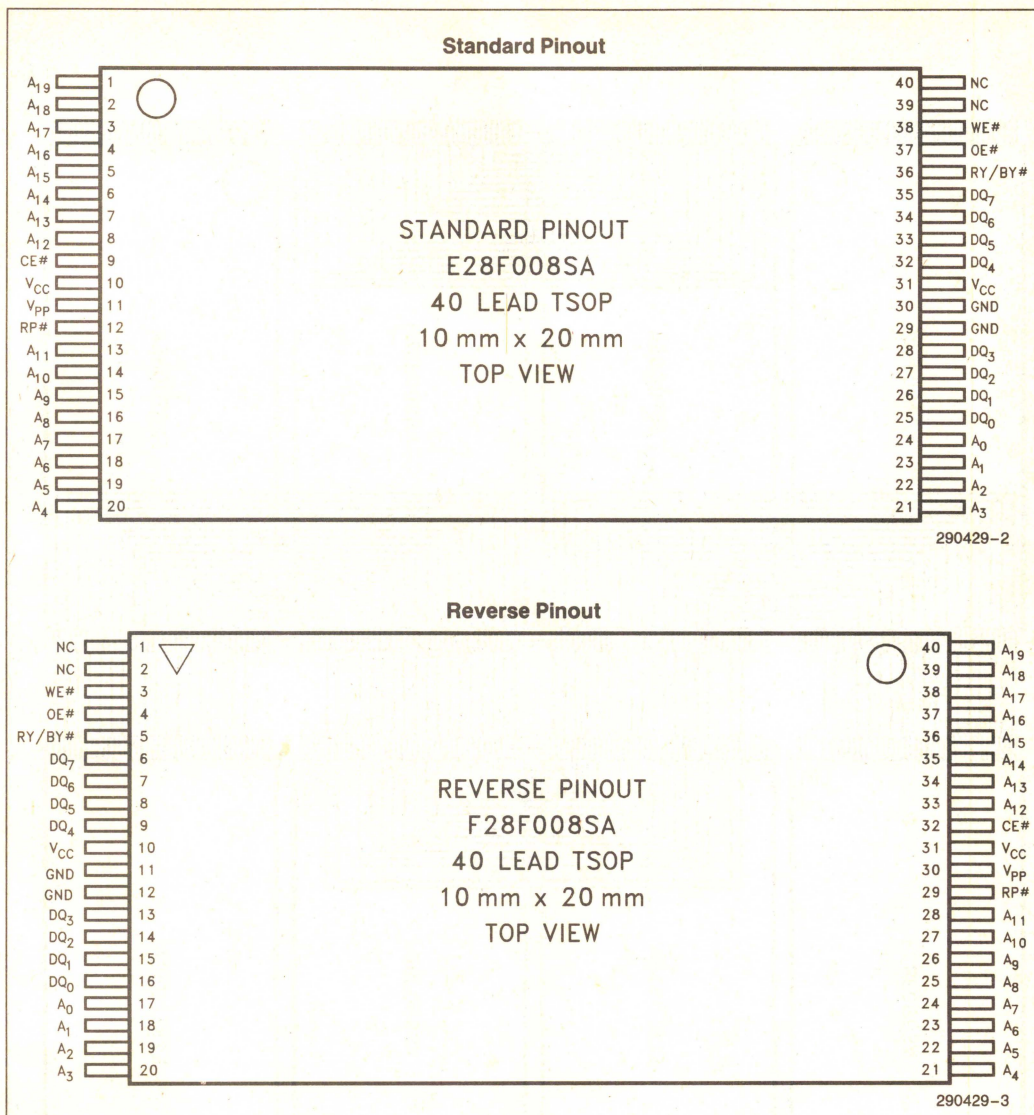 Standard Pinout
A19 1 40 NC
A18 2 39 NC
A17 3 38 WE#
A16 4 37 OE#
A15 5 36 RY/BY#
A14 6 35 DQ7
A13 7 34 DQ6
A12 8 33 DQ5
CE# 9 32 DQ4
VCC 10 31 VCC
VPP 11 30 GND
RP# 12 29 GND
A11 13 28 DQ3
A10 14 27 DQ2
A9 15 26 DQ1
A8 16 25 DQ0
A7 17 24 A0
A6 18 23 A1
A5 19 22 A2
A4 20 21 A3
STANDARD PINOUT
E28F008SA
40 LEAD TSOP
10 mm x 20 mm
TOP VIEW
290429-2
Reverse Pinout
NC 1 40 A19
NC 2 39 A18
WE# 3 38 A17
OE# 4 37 A16
RY/BY# 5 36 A15
DQ7 6 35 A14
DQ6 7 34 A13
DQ5 8 33 A12
DQ4 9 32 CE#
VCC 10 31 VCC
GND 11 30 VPP
GND 12 29 RP#
DQ3 13 28 A11
DQ2 14 27 A10
DQ1 15 26 A9
DQ0 16 25 A8
A0 17 24 A7
A1 18 23 A6
A2 19 22 A5
A3 20 21 A4
REVERSE PINOUT
F28F008SA
40 LEAD TSOP
10 mm x 20 mm
TOP VIEW
290429-3